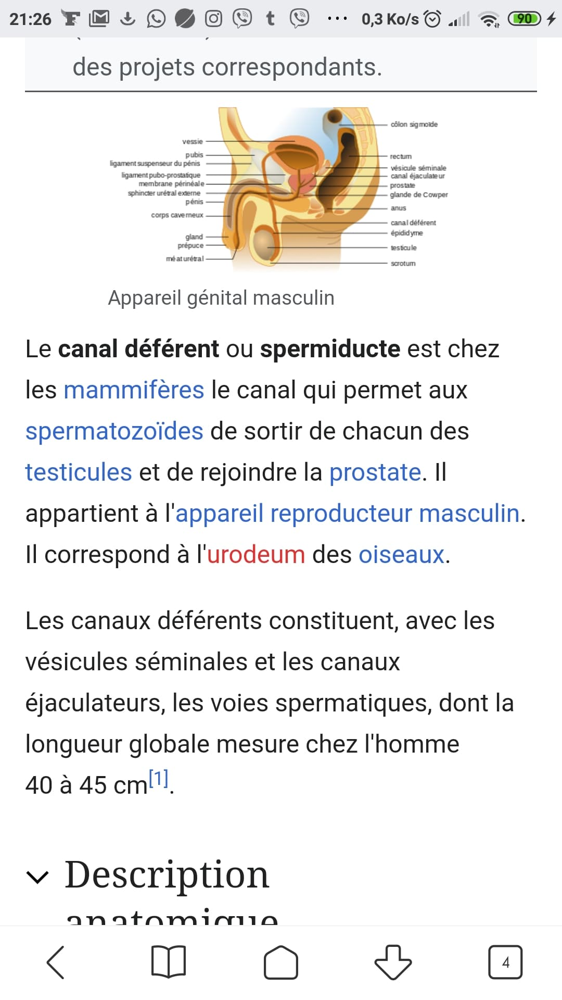 21:26
0,3 Ko/s
90
des projets correspondants.
vessie
pubis
ligament suspenseur du pénis
ligament pubo-prostatique
membrane périnéale
sphincter urétral externe
pénis
corps caverneux
gland
prépuce
méat urétral
côlon sigmoïde
rectum
vésicule séminale
canal éjaculateur
prostate
glande de Cowper
anus
canal déférent
épididyme
testicule
scrotum
Appareil génital masculin
Le canal déférent ou spermiducte est chez
les mammifères le canal qui permet aux
spermatozoïdes de sortir de chacun des
testicules et de rejoindre la prostate. Il
appartient à l'appareil reproducteur masculin.
Il correspond à l'urodeum des oiseaux.
Les canaux déférents constituent, avec les
vésicules séminales et les canaux
éjaculateurs, les voies spermatiques, dont la
longueur globale mesure chez l'homme
40 à 45 cm[1].
Description
anatomique
4